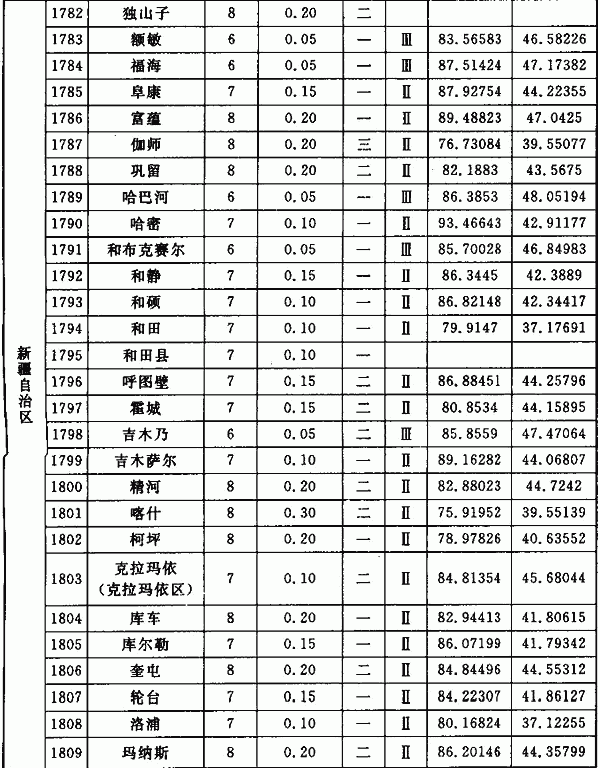 新疆自治区
1782 独山子 8 0.20 二
1783 额敏 6 0.05 一 Ⅲ 83.56583 46.58226
1784 福海 6 0.05 一 Ⅲ 87.51424 47.17382
1785 阜康 7 0.15 一 Ⅱ 87.92754 44.22355
1786 富蕴 8 0.20 一 Ⅱ 89.48823 47.0425
1787 伽师 8 0.20 三 Ⅱ 76.73084 39.55077
1788 巩留 8 0.20 二 Ⅱ 82.1883 43.5675
1789 哈巴河 6 0.05 一 Ⅲ 86.3853 48.05194
1790 哈密 7 0.10 一 Ⅱ 93.46643 42.91177
1791 和布克赛尔 6 0.05 一 Ⅲ 85.70028 46.84983
1792 和静 7 0.15 一 Ⅱ 86.3445 42.3889
1793 和硕 7 0.10 一 Ⅱ 86.82148 42.34417
1794 和田 7 0.10 一 Ⅱ 79.9147 37.17691
1795 和田县 7 0.10 一
1796 呼图壁 7 0.15 二 Ⅱ 86.88451 44.25796
1797 霍城 7 0.15 二 Ⅱ 80.8534 44.15895
1798 吉木乃 6 0.05 二 Ⅲ 85.8559 47.47064
1799 吉木萨尔 7 0.10 一 Ⅱ 89.16282 44.06807
1800 精河 8 0.20 二 Ⅱ 82.88023 44.7242
1801 喀什 8 0.30 二 Ⅱ 75.91952 39.55139
1802 柯坪 8 0.20 一 Ⅱ 78.97826 40.63552
1803 克拉玛依 7 0.10 二 Ⅱ 84.81354 45.68044
(克拉玛依区)
1804 库车 8 0.20 一 Ⅱ 82.94413 41.80615
1805 库尔勒 7 0.15 一 Ⅱ 86.07199 41.79342
1806 奎屯 8 0.20 二 Ⅱ 84.84496 44.55312
1807 轮台 7 0.15 一 Ⅱ 84.22307 41.86127
1808 洛浦 7 0.10 一 Ⅱ 80.16824 37.12255
1809 玛纳斯 8 0.20 二 Ⅱ 86.20146 44.35799